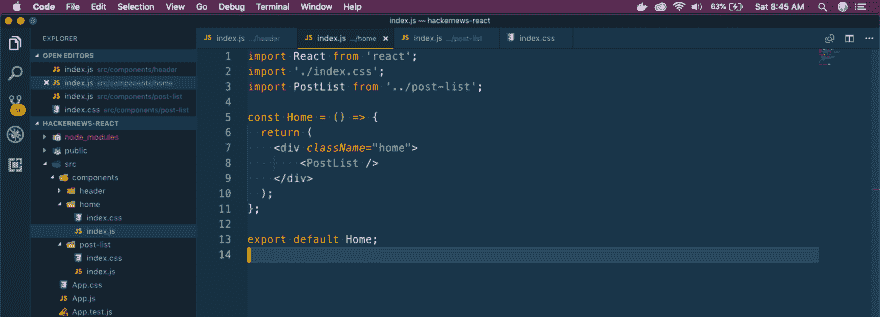 Code File Edit Selection View Go Debug Terminal Window Help 63% Sat 8:45 AM
index.js — hackernews-react
EXPLORER
JS index.js .../header
JS index.js .../home ×
JS index.js .../post-list
index.css
OPEN EDITORS
JS index.js src/components/header
× JS index.js src/components/home
JS index.js src/components/post-list
index.css src/components/post-list
HACKERNEWS-REACT
node_modules
public
src
components
header
home
index.css
JS index.js
post-list
index.css
JS index.js
App.css
JS App.js
App.test.js
1 import React from 'react';
2 import './index.css';
3 import PostList from '../post-list';
4
5 const Home = () => {
6 return (
7 <div className="home">
8 <PostList />
9 </div>
10 );
11 };
12
13 export default Home;
14